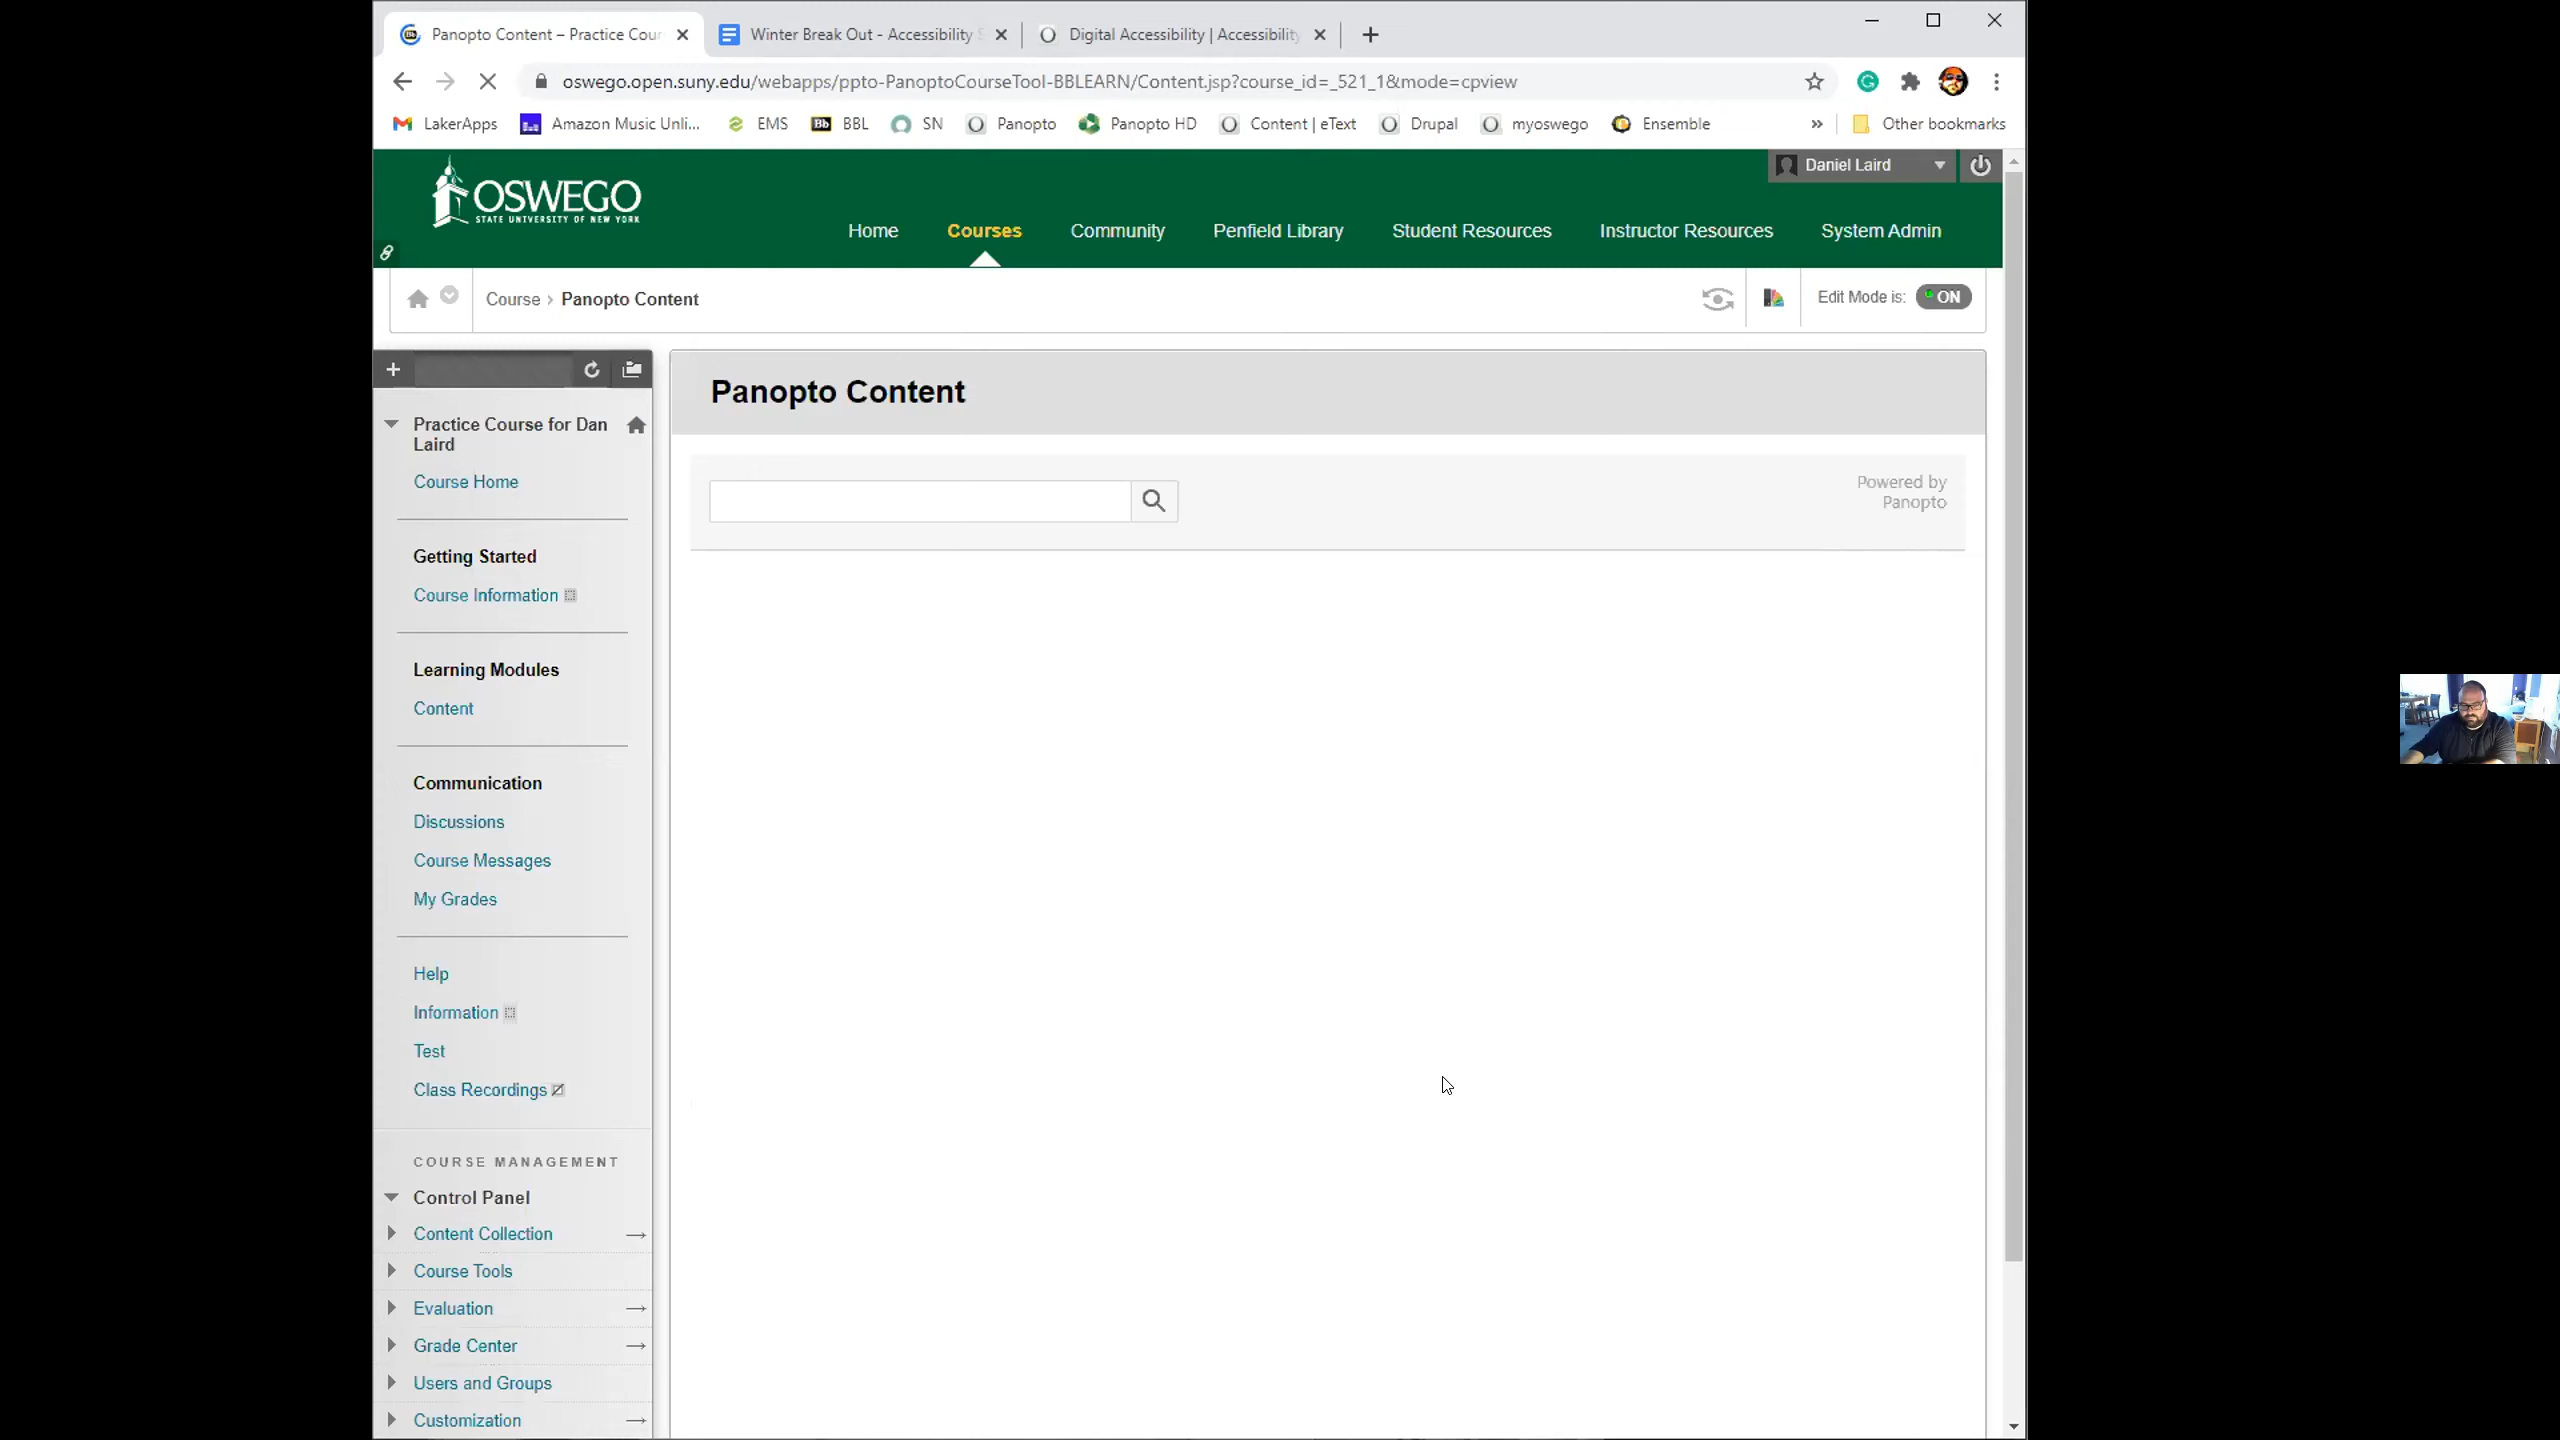 Panopto Content – Practice Cour
Winter Break Out - Accessibility S
Digital Accessibility | Accessibility
oswego.open.suny.edu/webapps/ppto-PanoptoCourseTool-BBLEARN/Content.jsp?course_id=_521_1&mode=cpview
LakerApps
Amazon Music Unli...
EMS
BBL
SN
Panopto
Panopto HD
Content | eText
Drupal
myoswego
Ensemble
»
Other bookmarks
OSWEGO
STATE UNIVERSITY OF NEW YORK
Daniel Laird
Home
Courses
Community
Penfield Library
Student Resources
Instructor Resources
System Admin
Course › Panopto Content
Edit Mode is: ON
Practice Course for Dan
Laird
Course Home
Getting Started
Course Information
Learning Modules
Content
Communication
Discussions
Course Messages
My Grades
Help
Information
Test
Class Recordings
COURSE MANAGEMENT
Control Panel
Content Collection
Course Tools
Evaluation
Grade Center
Users and Groups
Customization
Panopto Content
Powered by
Panopto